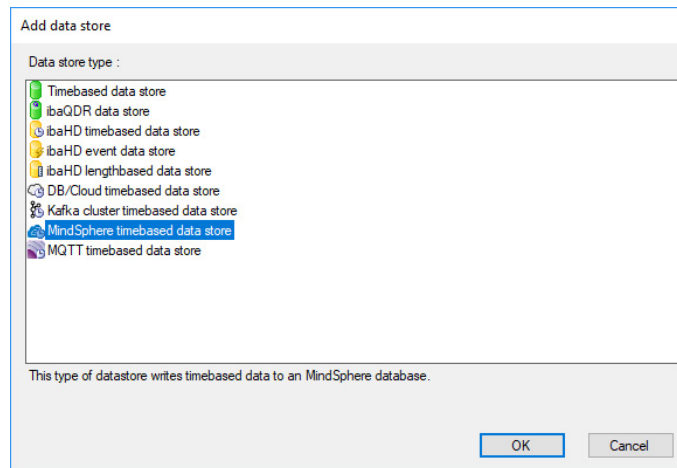 Add data store
Data store type :
Timebased data store
ibaQDR data store
ibaHD timebased data store
ibaHD event data store
ibaHD lengthbased data store
DB/Cloud timebased data store
Kafka cluster timebased data store
MindSphere timebased data store
MQTT timebased data store
This type of datastore writes timebased data to an MindSphere database.
OK Cancel